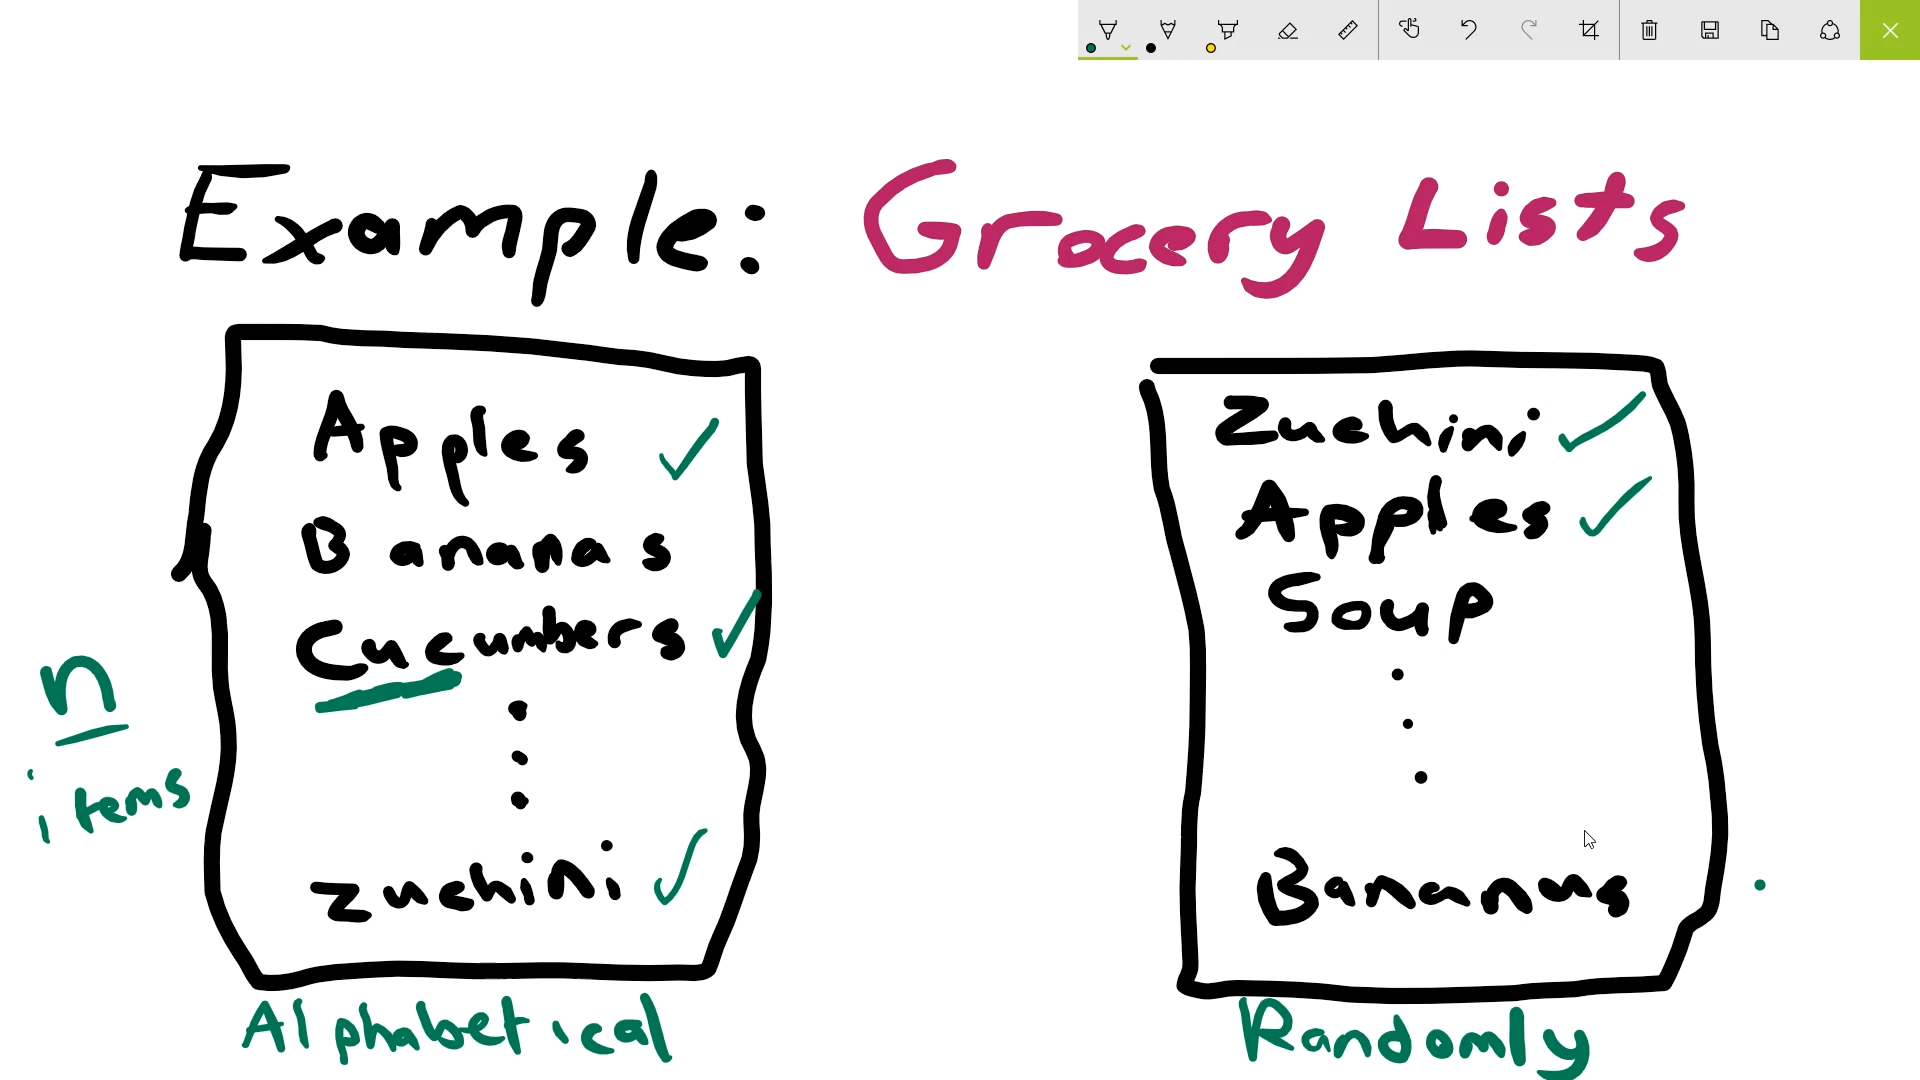 Example: Grocery Lists
Apples ✓
Bananas
Cucumbers ✓
.
.
.
zuchini ✓
n
items
Alphabetical
Zuchini ✓
Apples ✓
Soup
.
.
.
Bananas
Randomly